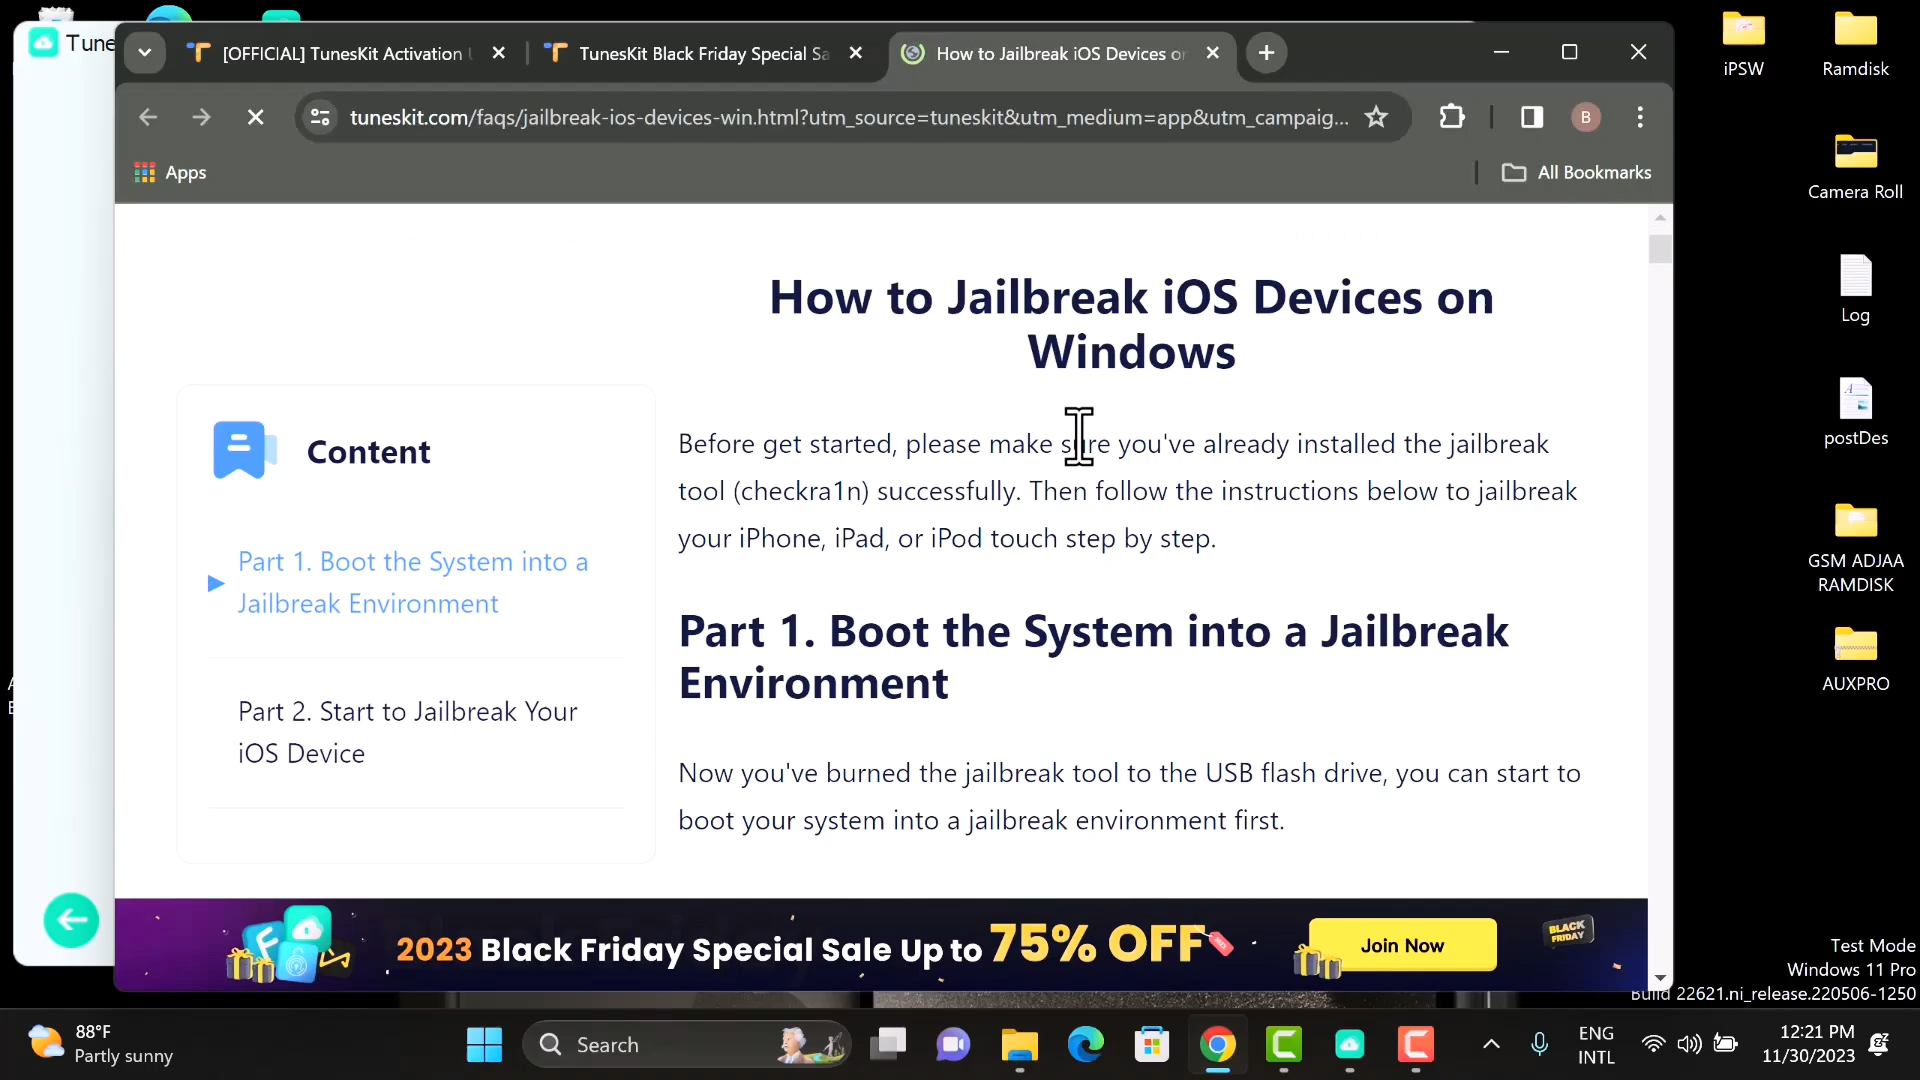 Tune
[OFFICIAL] TunesKit Activation
TunesKit Black Friday Special Sa
How to Jailbreak iOS Devices or
tuneskit.com/faqs/jailbreak-ios-devices-win.html?utm_source=tuneskit&utm_medium=app&utm_campaig...
B
Apps
All Bookmarks
How to Jailbreak iOS Devices on
Windows
Before get started, please make sure you've already installed the jailbreak
tool (checkra1n) successfully. Then follow the instructions below to jailbreak
your iPhone, iPad, or iPod touch step by step.
Content
Part 1. Boot the System into a
Jailbreak Environment
Part 2. Start to Jailbreak Your
iOS Device
Part 1. Boot the System into a Jailbreak
Environment
Now you've burned the jailbreak tool to the USB flash drive, you can start to
boot your system into a jailbreak environment first.
2023 Black Friday Special Sale Up to 75% OFF
Join Now
BLACK
FRIDAY
iPSW
Ramdisk
Camera Roll
Log
postDes
GSM ADJAA
RAMDISK
AUXPRO
Test Mode
Windows 11 Pro
Build 22621.ni_release.220506-1250
88°F
Partly sunny
Search
ENG
INTL
12:21 PM
11/30/2023